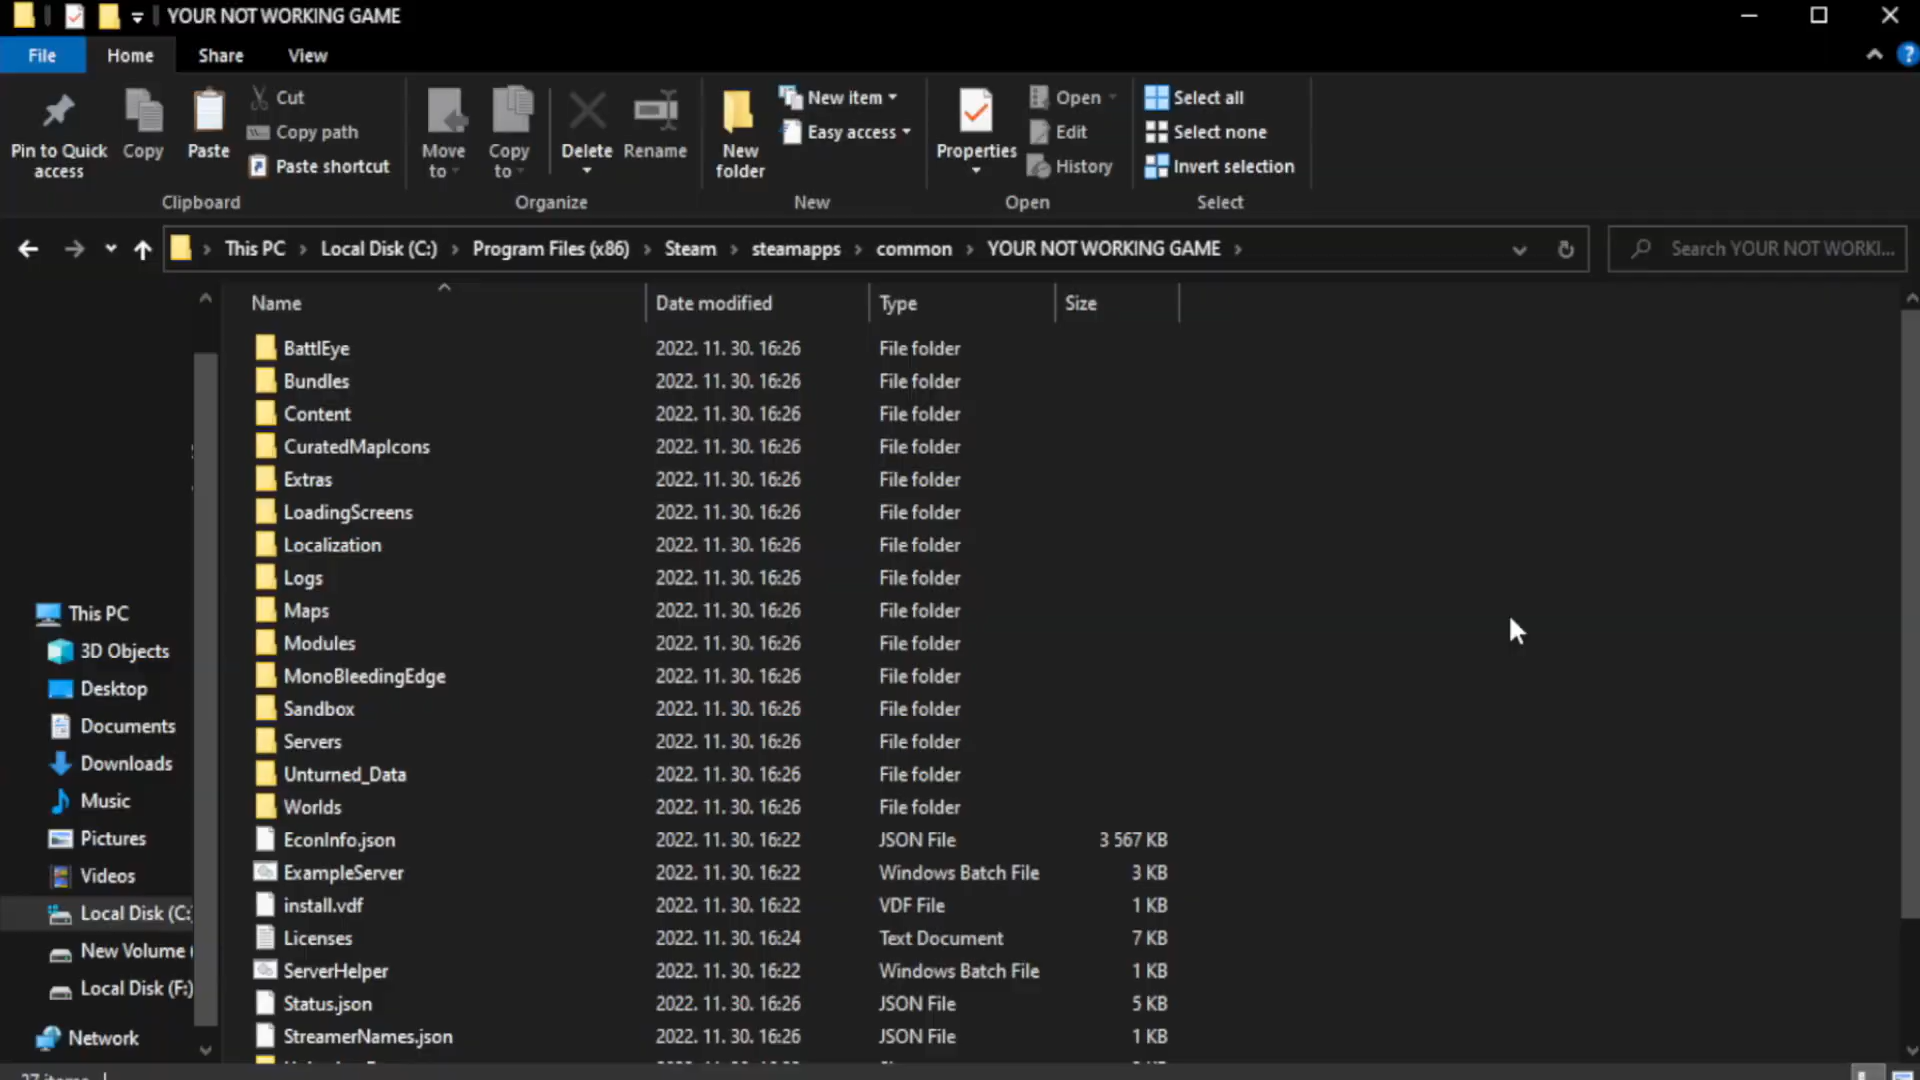 YOUR NOT WORKING GAME
File Home Share View
Pin to Quick access
Copy
Paste
Cut
Copy path
Paste shortcut
Clipboard
Move to
Copy to
Delete
Rename
Organize
New folder
New item
Easy access
New
Properties
Open
Edit
History
Open
Select all
Select none
Invert selection
Select
This PC Local Disk (C:) Program Files (x86) Steam steamapps common YOUR NOT WORKING GAME
Search YOUR NOT WORKI...
Name Date modified Type Size
BattlEye 2022. 11. 30. 16:26 File folder
Bundles 2022. 11. 30. 16:26 File folder
Content 2022. 11. 30. 16:26 File folder
CuratedMapIcons 2022. 11. 30. 16:26 File folder
Extras 2022. 11. 30. 16:26 File folder
LoadingScreens 2022. 11. 30. 16:26 File folder
Localization 2022. 11. 30. 16:26 File folder
Logs 2022. 11. 30. 16:26 File folder
Maps 2022. 11. 30. 16:26 File folder
Modules 2022. 11. 30. 16:26 File folder
MonoBleedingEdge 2022. 11. 30. 16:26 File folder
Sandbox 2022. 11. 30. 16:26 File folder
Servers 2022. 11. 30. 16:26 File folder
Unturned_Data 2022. 11. 30. 16:26 File folder
Worlds 2022. 11. 30. 16:26 File folder
EconInfo.json 2022. 11. 30. 16:22 JSON File 3 567 KB
ExampleServer 2022. 11. 30. 16:22 Windows Batch File 3 KB
install.vdf 2022. 11. 30. 16:22 VDF File 1 KB
Licenses 2022. 11. 30. 16:24 Text Document 7 KB
ServerHelper 2022. 11. 30. 16:22 Windows Batch File 1 KB
Status.json 2022. 11. 30. 16:26 JSON File 5 KB
StreamerNames.json 2022. 11. 30. 16:26 JSON File 1 KB
This PC
3D Objects
Desktop
Documents
Downloads
Music
Pictures
Videos
Local Disk (C:
New Volume (
Local Disk (F:)
Network